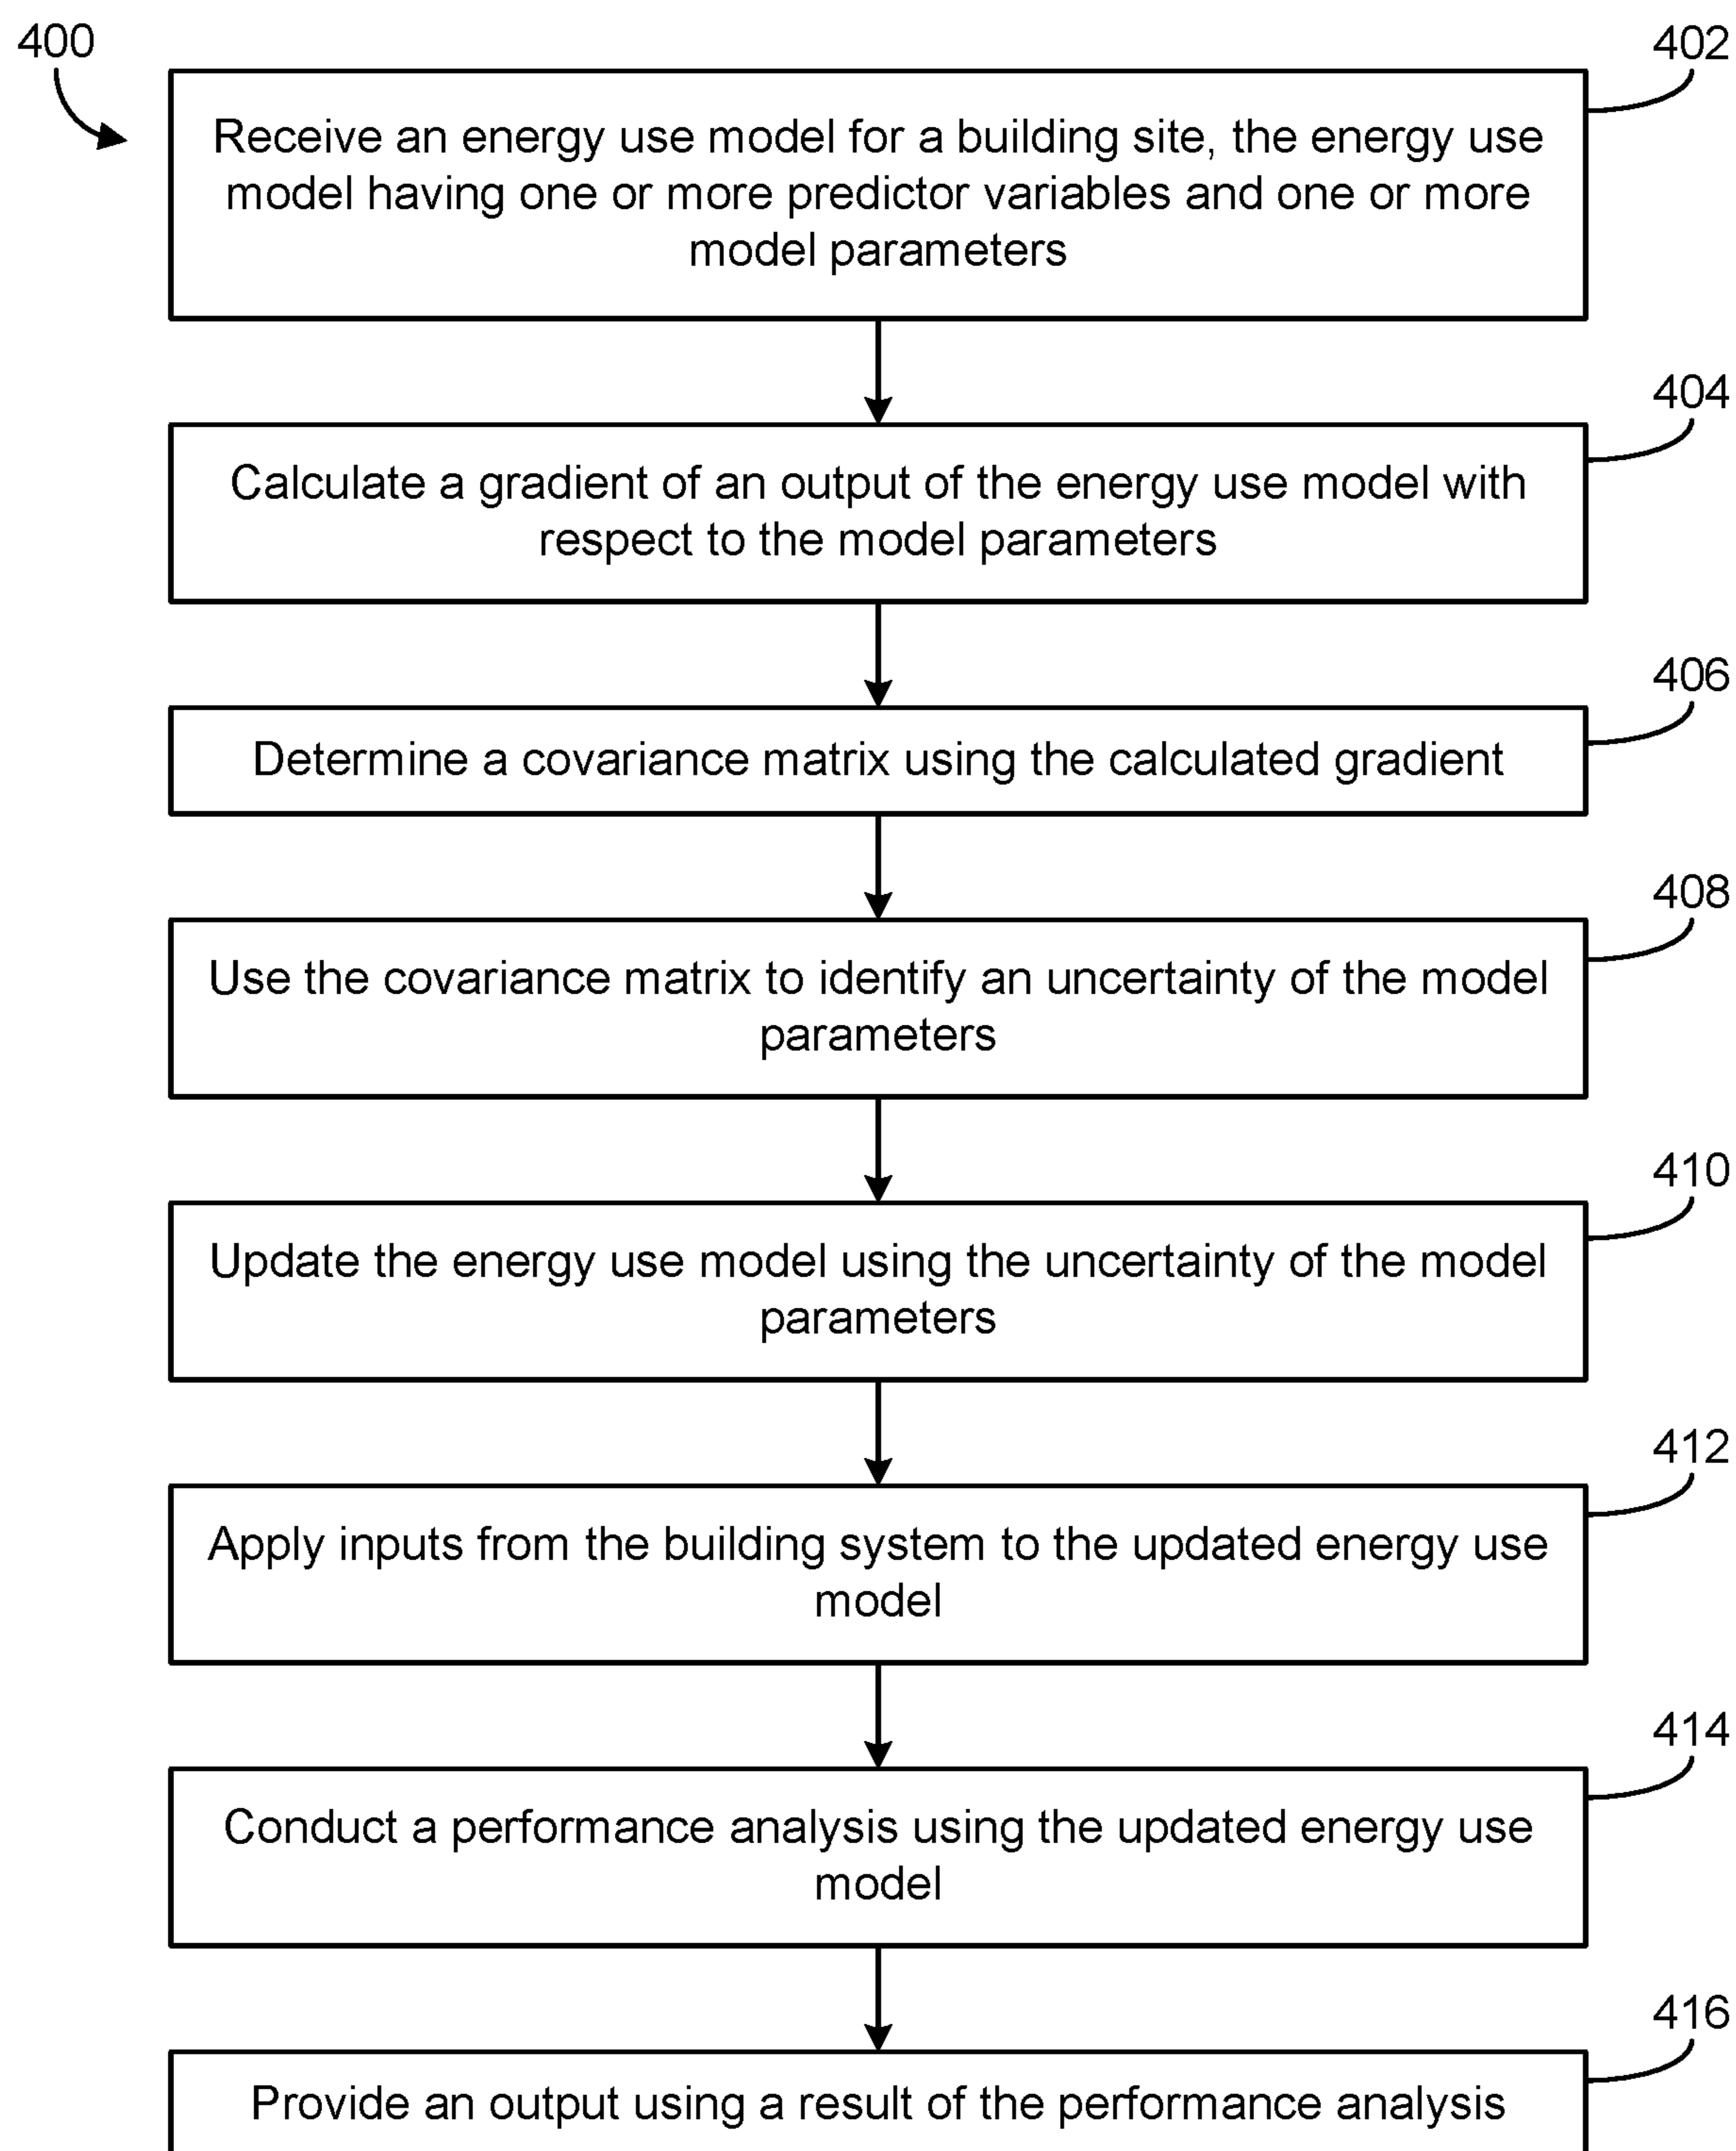 400
402
Receive an energy use model for a building site, the energy use
model having one or more predictor variables and one or more
model parameters
404
Calculate a gradient of an output of the energy use model with
respect to the model parameters
406
Determine a covariance matrix using the calculated gradient
408
Use the covariance matrix to identify an uncertainty of the model
parameters
410
Update the energy use model using the uncertainty of the model
parameters
412
Apply inputs from the building system to the updated energy use
model
414
Conduct a performance analysis using the updated energy use
model
416
Provide an output using a result of the performance analysis